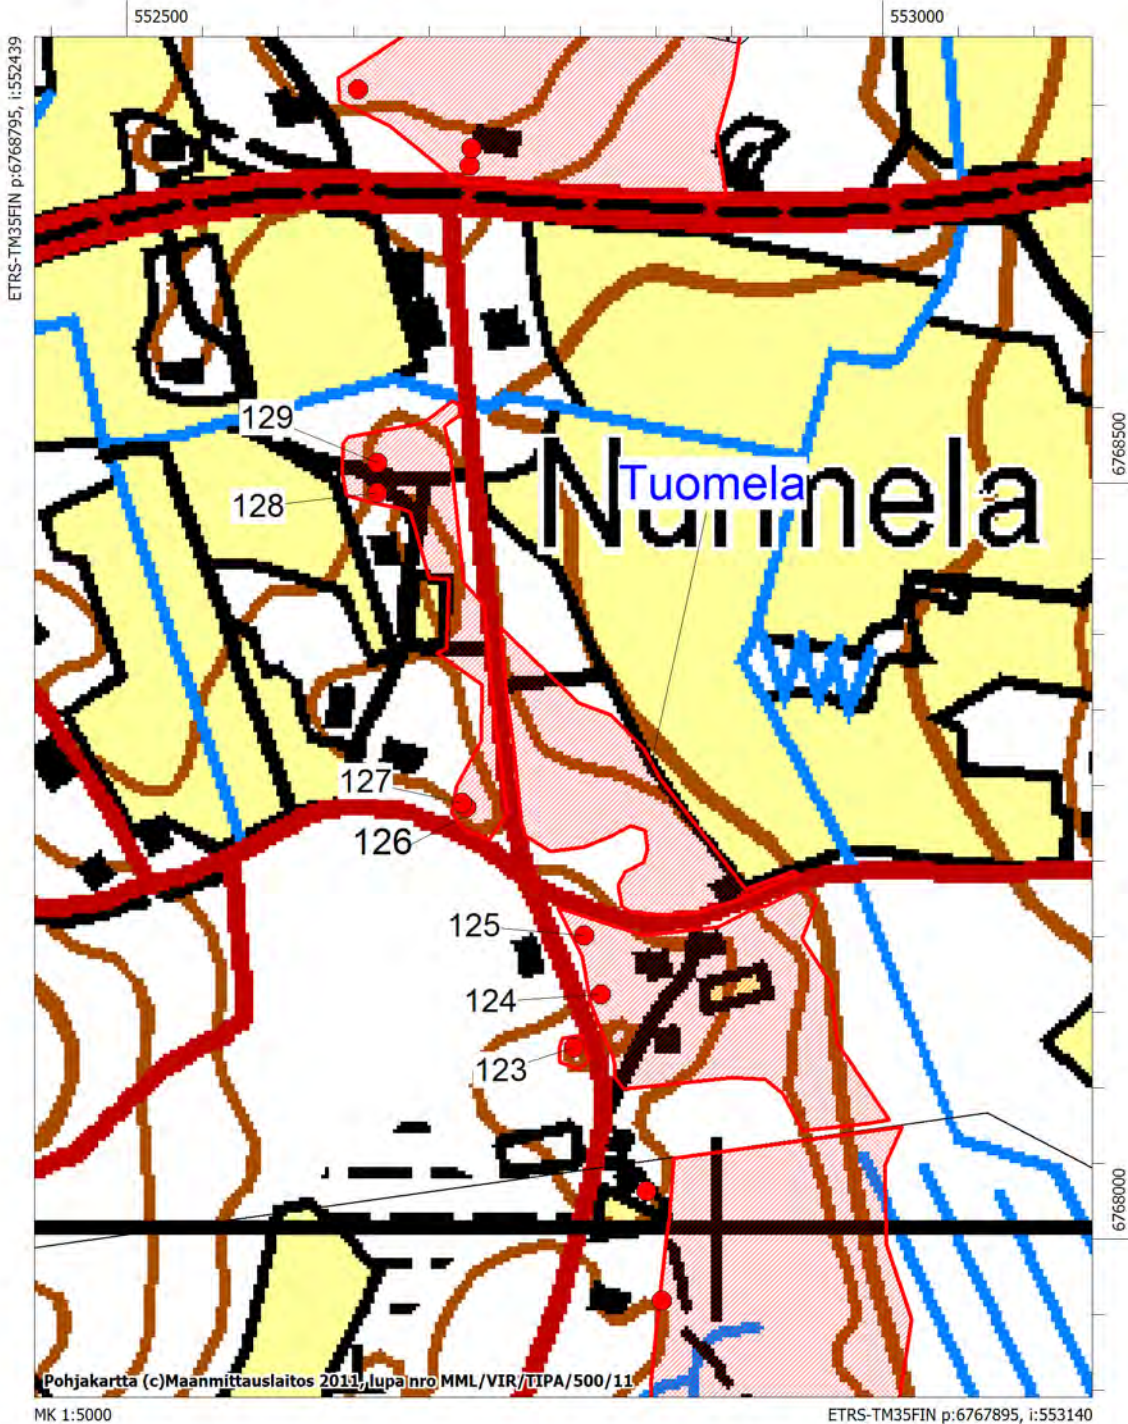 552500
553000
ETRS-TM35FIN p:6768795, i:552439
129
128
Nurmela
Tuomela
6768500
127
126
125
124
123
6768000
Pohjakartta (c)Maanmittauslaitos 2011, lupa nro MML/VIR/TIPA/500/11
MK 1:5000
ETRS-TM35FIN p:6767895, i:553140